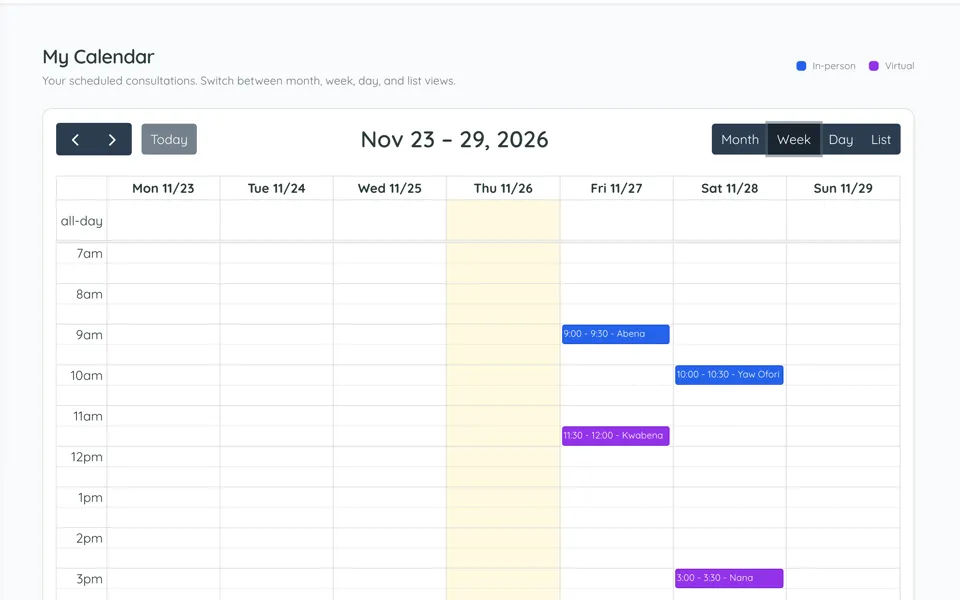 My Calendar
Your scheduled consultations. Switch between month, week, day, and list views.
In-person Virtual
Today
Nov 23 – 29, 2026
Month Week Day List
Mon 11/23 Tue 11/24 Wed 11/25 Thu 11/26 Fri 11/27 Sat 11/28 Sun 11/29
all-day
7am
8am
9am
9:00 - 9:30 - Abena
10am
10:00 - 10:30 - Yaw Ofori
11am
11:30 - 12:00 - Kwabena
12pm
1pm
2pm
3pm
3:00 - 3:30 - Nana